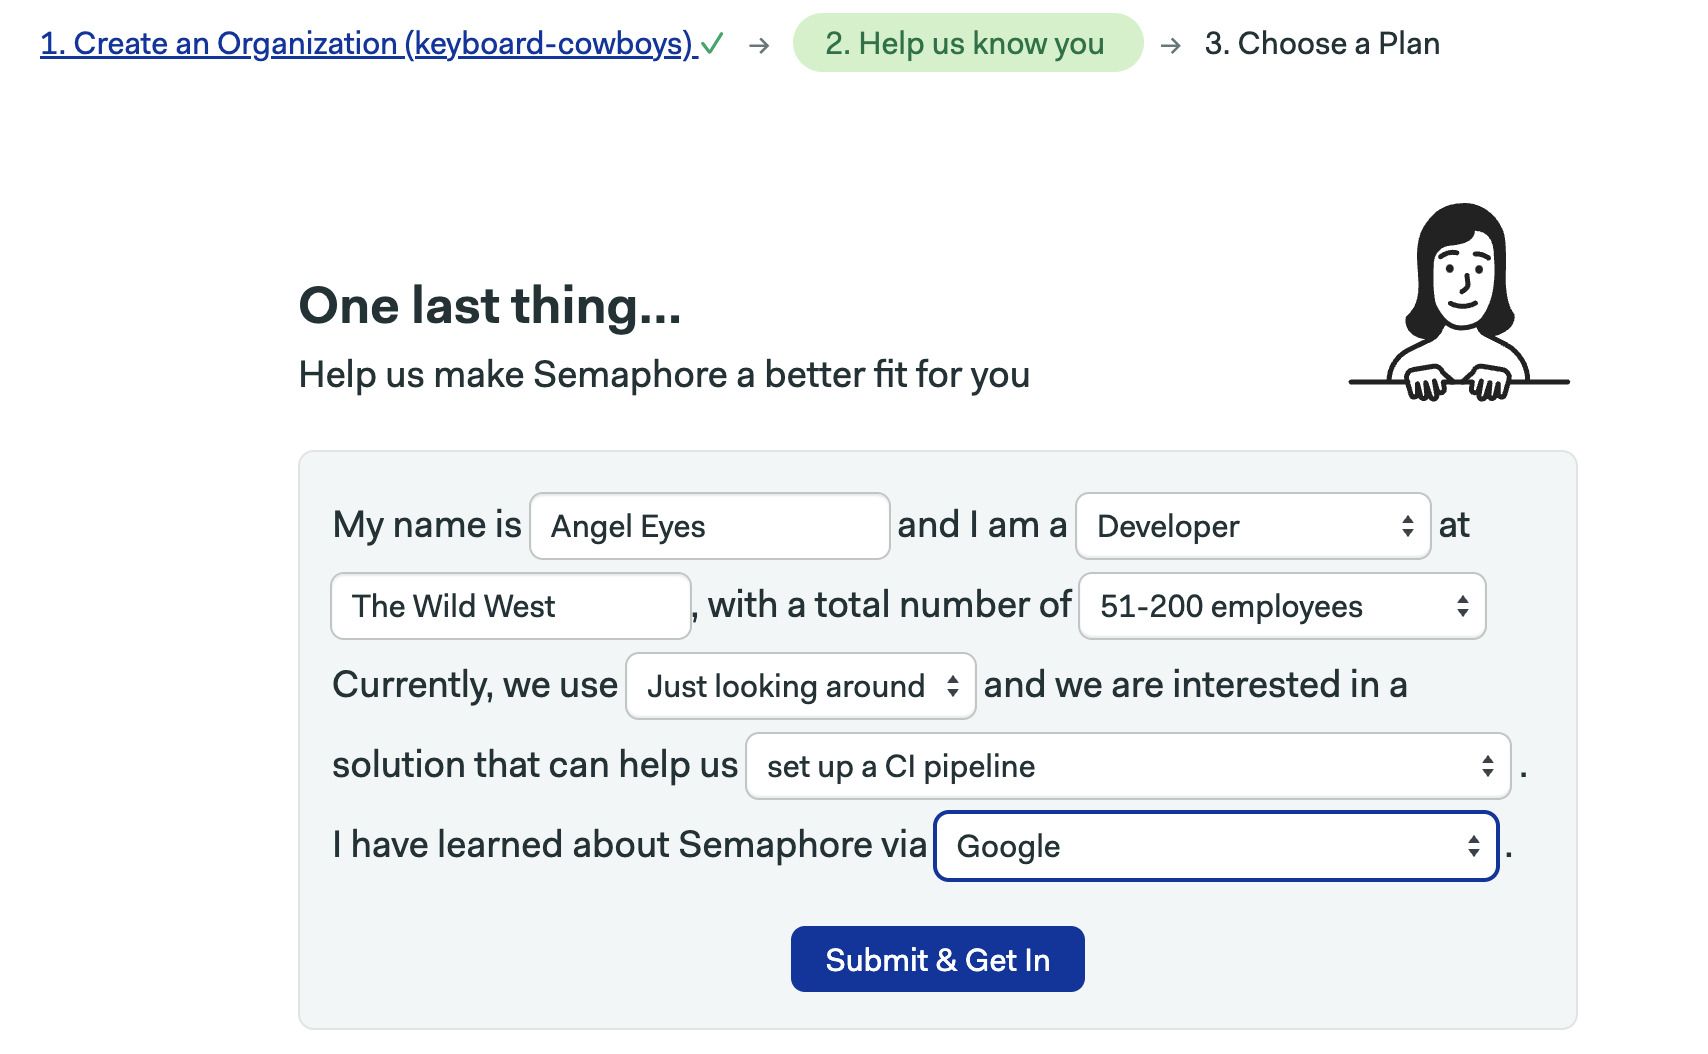 1. Create an Organization (keyboard-cowboys) ✓ → 2. Help us know you → 3. Choose a Plan
One last thing...
Help us make Semaphore a better fit for you
My name is Angel Eyes and I am a Developer at
The Wild West , with a total number of 51-200 employees
Currently, we use Just looking around and we are interested in a
solution that can help us set up a CI pipeline .
I have learned about Semaphore via Google .
Submit & Get In